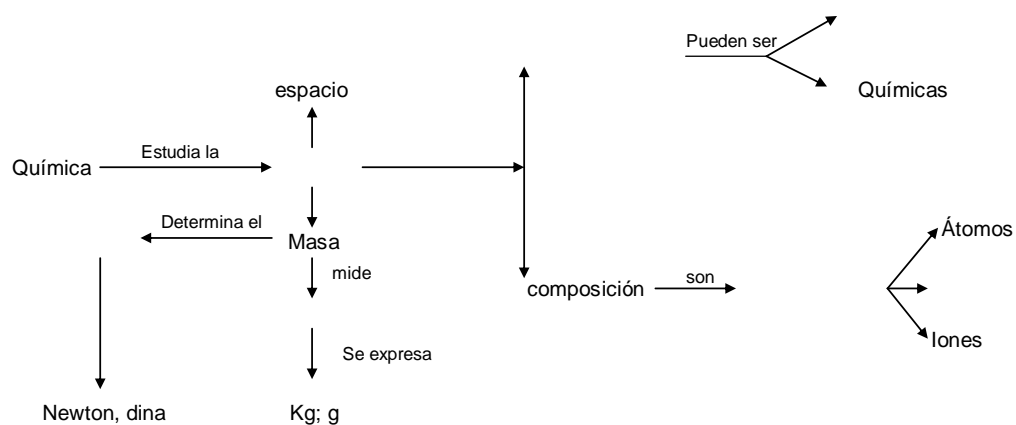 Pueden ser
espacio
Químicas
Química
Estudia la
Determina el
Masa
Átomos
mide
composición
son
Iones
Se expresa
Newton, dina
Kg; g